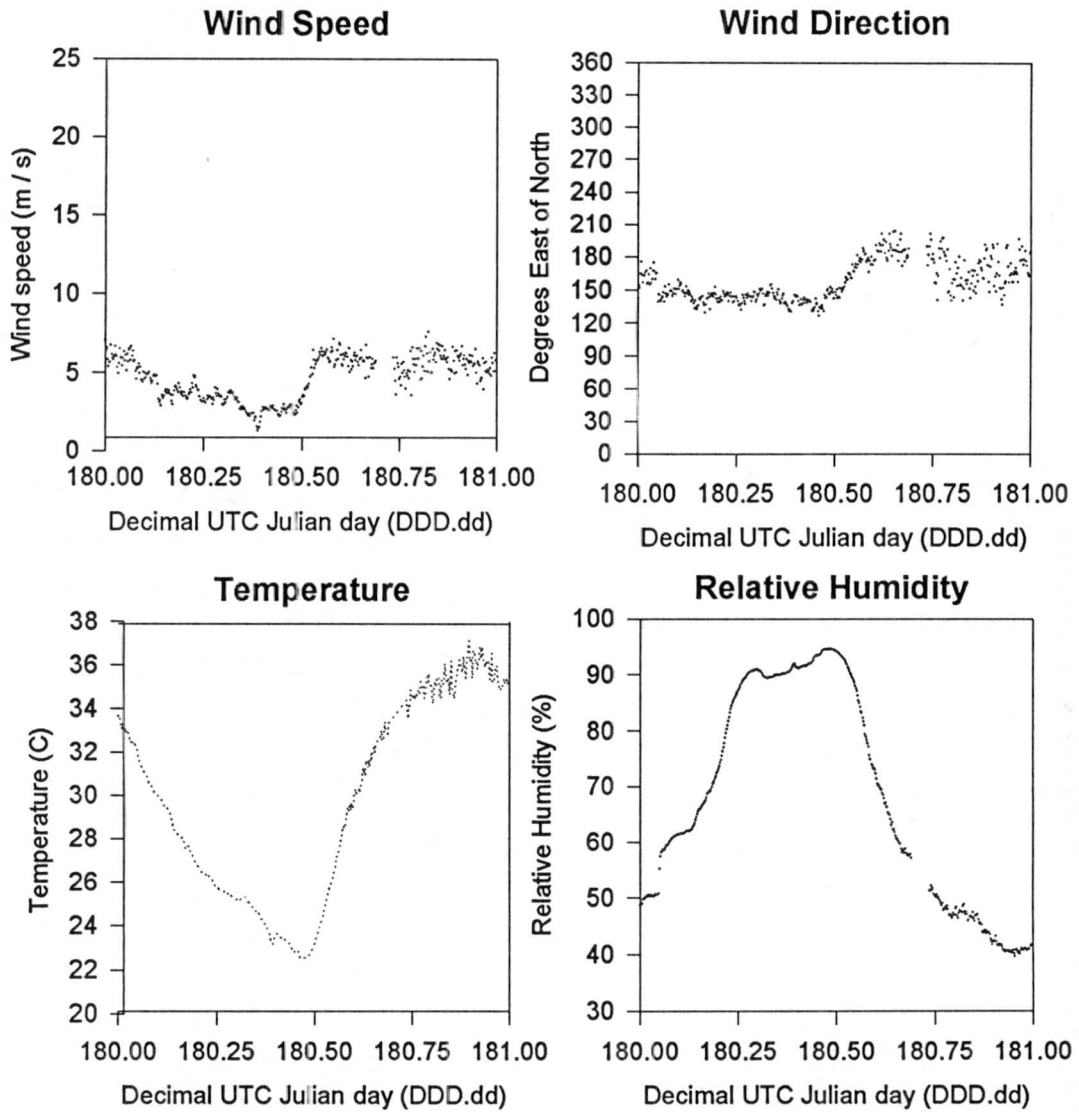 Wind Speed
25
20
15
10
5
0
Wind speed (m / s)
180.00 180.25 180.50 180.75 181.00
Decimal UTC Julian day (DDD.dd)
Wind Direction
360
330
300
270
240
210
180
150
120
90
60
30
0
Degrees East of North
180.00 180.25 180.50 180.75 181.00
Decimal UTC Julian day (DDD.dd)
Temperature
38
36
34
32
30
28
26
24
22
20
Temperature (C)
180.00 180.25 180.50 180.75 181.00
Decimal UTC Julian day (DDD.dd)
Relative Humidity
100
90
80
70
60
50
40
30
Relative Humidity (%)
180.00 180.25 180.50 180.75 181.00
Decimal UTC Julian day (DDD.dd)